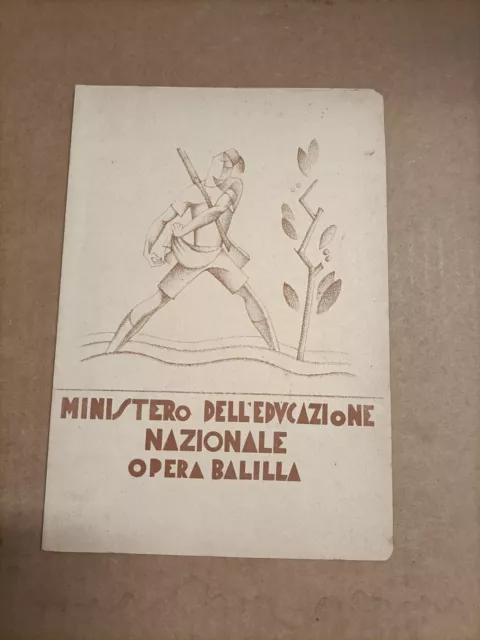 MINISTERO DELL'EDVCAZIONE
NAZIONALE
OPERA BALILLA